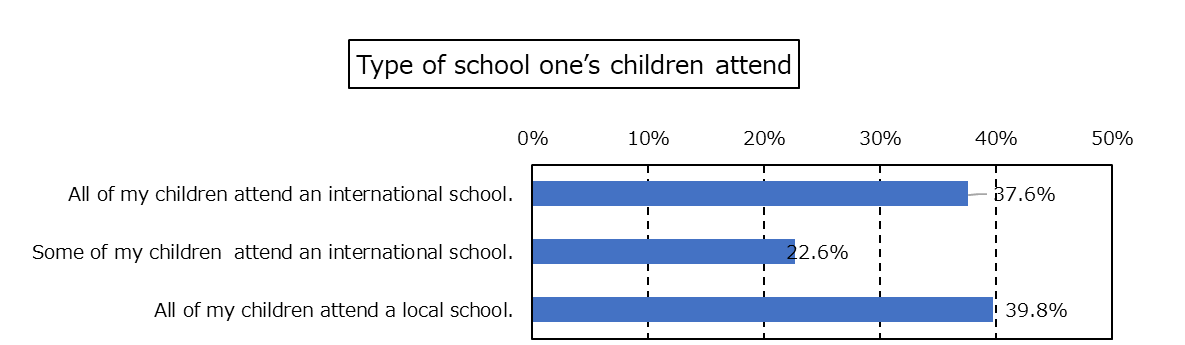 Type of school one’s children attend
0% 10% 20% 30% 40% 50%
All of my children attend an international school. 37.6%
Some of my children  attend an international school. 22.6%
All of my children attend a local school. 39.8%